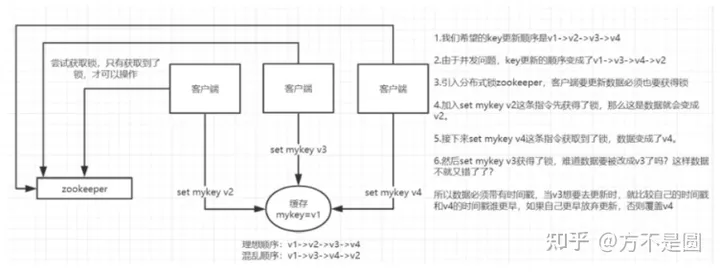 尝试获取锁，只有获取到了
锁，才可以操作
客户端
客户端
客户端
zookeeper
set mykey v2
set mykey v3
set mykey v4
缓存
mykey=v1
理想顺序：v1->v2->v3->v4
混乱顺序：v1->v3->v4->v2
1.我们希望的key更新顺序是v1->v2->v3->v4
2.由于并发问题，key更新的顺序变成了v1->v3->v4->v2
3.引入分布式锁zookeeper，客户端要更新数据必须也要获得锁
4.加入set mykey v2这条指令先获得了锁，那么这是数据就会变成
v2。
5.接下来set mykey v4这条指令获取到了锁，数据变成了v4。
6.然后set mykey v3获得了锁，难道数据要被改成v3了吗？这样数据
不就又错了了？
所以数据必须带有时间戳，当v3想要去更新时，就比较自己的时间戳
和v4的时间戳谁更早，如果自己更早放弃更新，否则覆盖v4
知乎 @方不是圆